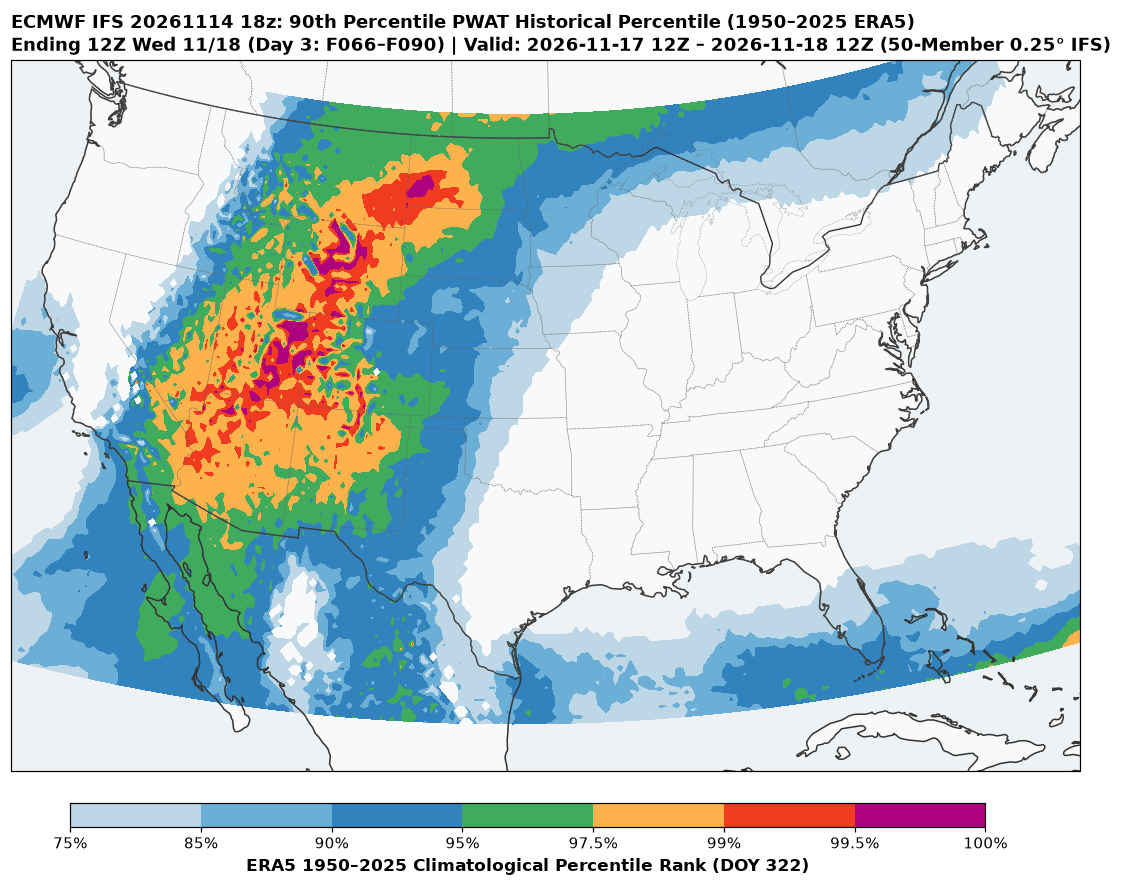 ECMWF IFS 20261114 18z: 90th Percentile PWAT Historical Percentile (1950–2025 ERA5)
Ending 12Z Wed 11/18 (Day 3: F066–F090) | Valid: 2026-11-17 12Z – 2026-11-18 12Z (50-Member 0.25° IFS)
75% 85% 90% 95% 97.5% 99% 99.5% 100%
ERA5 1950–2025 Climatological Percentile Rank (DOY 322)